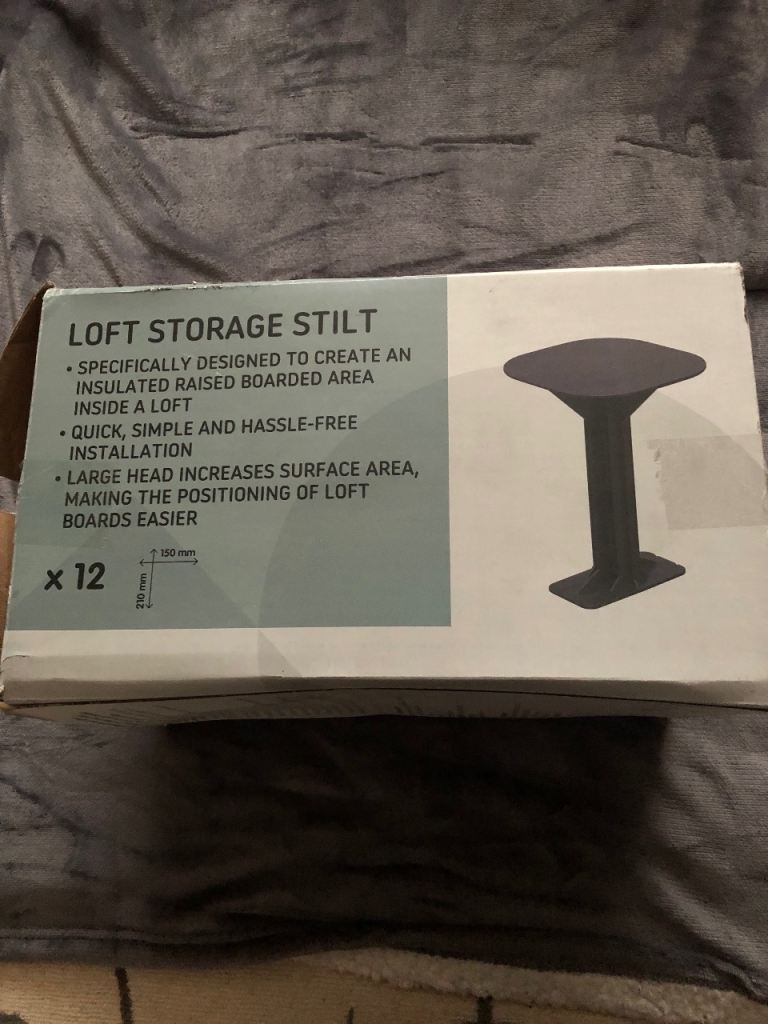 LOFT STORAGE STILT
• SPECIFICALLY DESIGNED TO CREATE AN
INSULATED RAISED BOARDED AREA
INSIDE A LOFT
• QUICK, SIMPLE AND HASSLE-FREE
INSTALLATION
• LARGE HEAD INCREASES SURFACE AREA,
MAKING THE POSITIONING OF LOFT
BOARDS EASIER
x 12
150 mm
210 mm